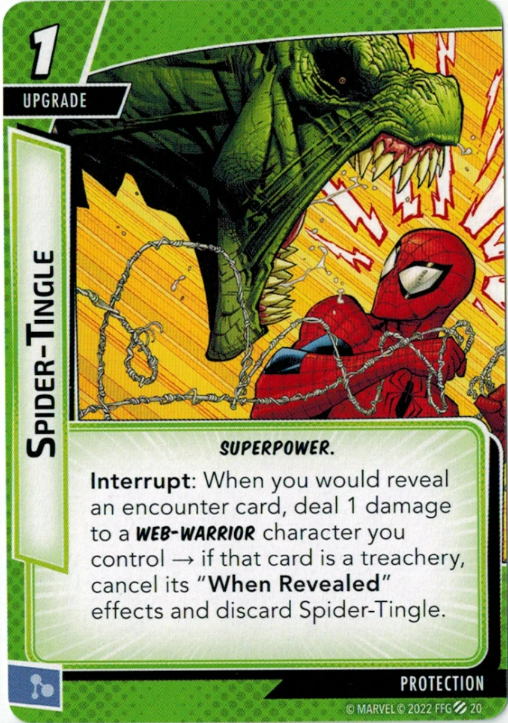 1
UPGRADE
SPIDER-TINGLE
SUPERPOWER.
Interrupt: When you would reveal
an encounter card, deal 1 damage
to a WEB-WARRIOR character you
control → if that card is a treachery,
cancel its “When Revealed”
effects and discard Spider-Tingle.
PROTECTION
© MARVEL © 2022 FFG 20